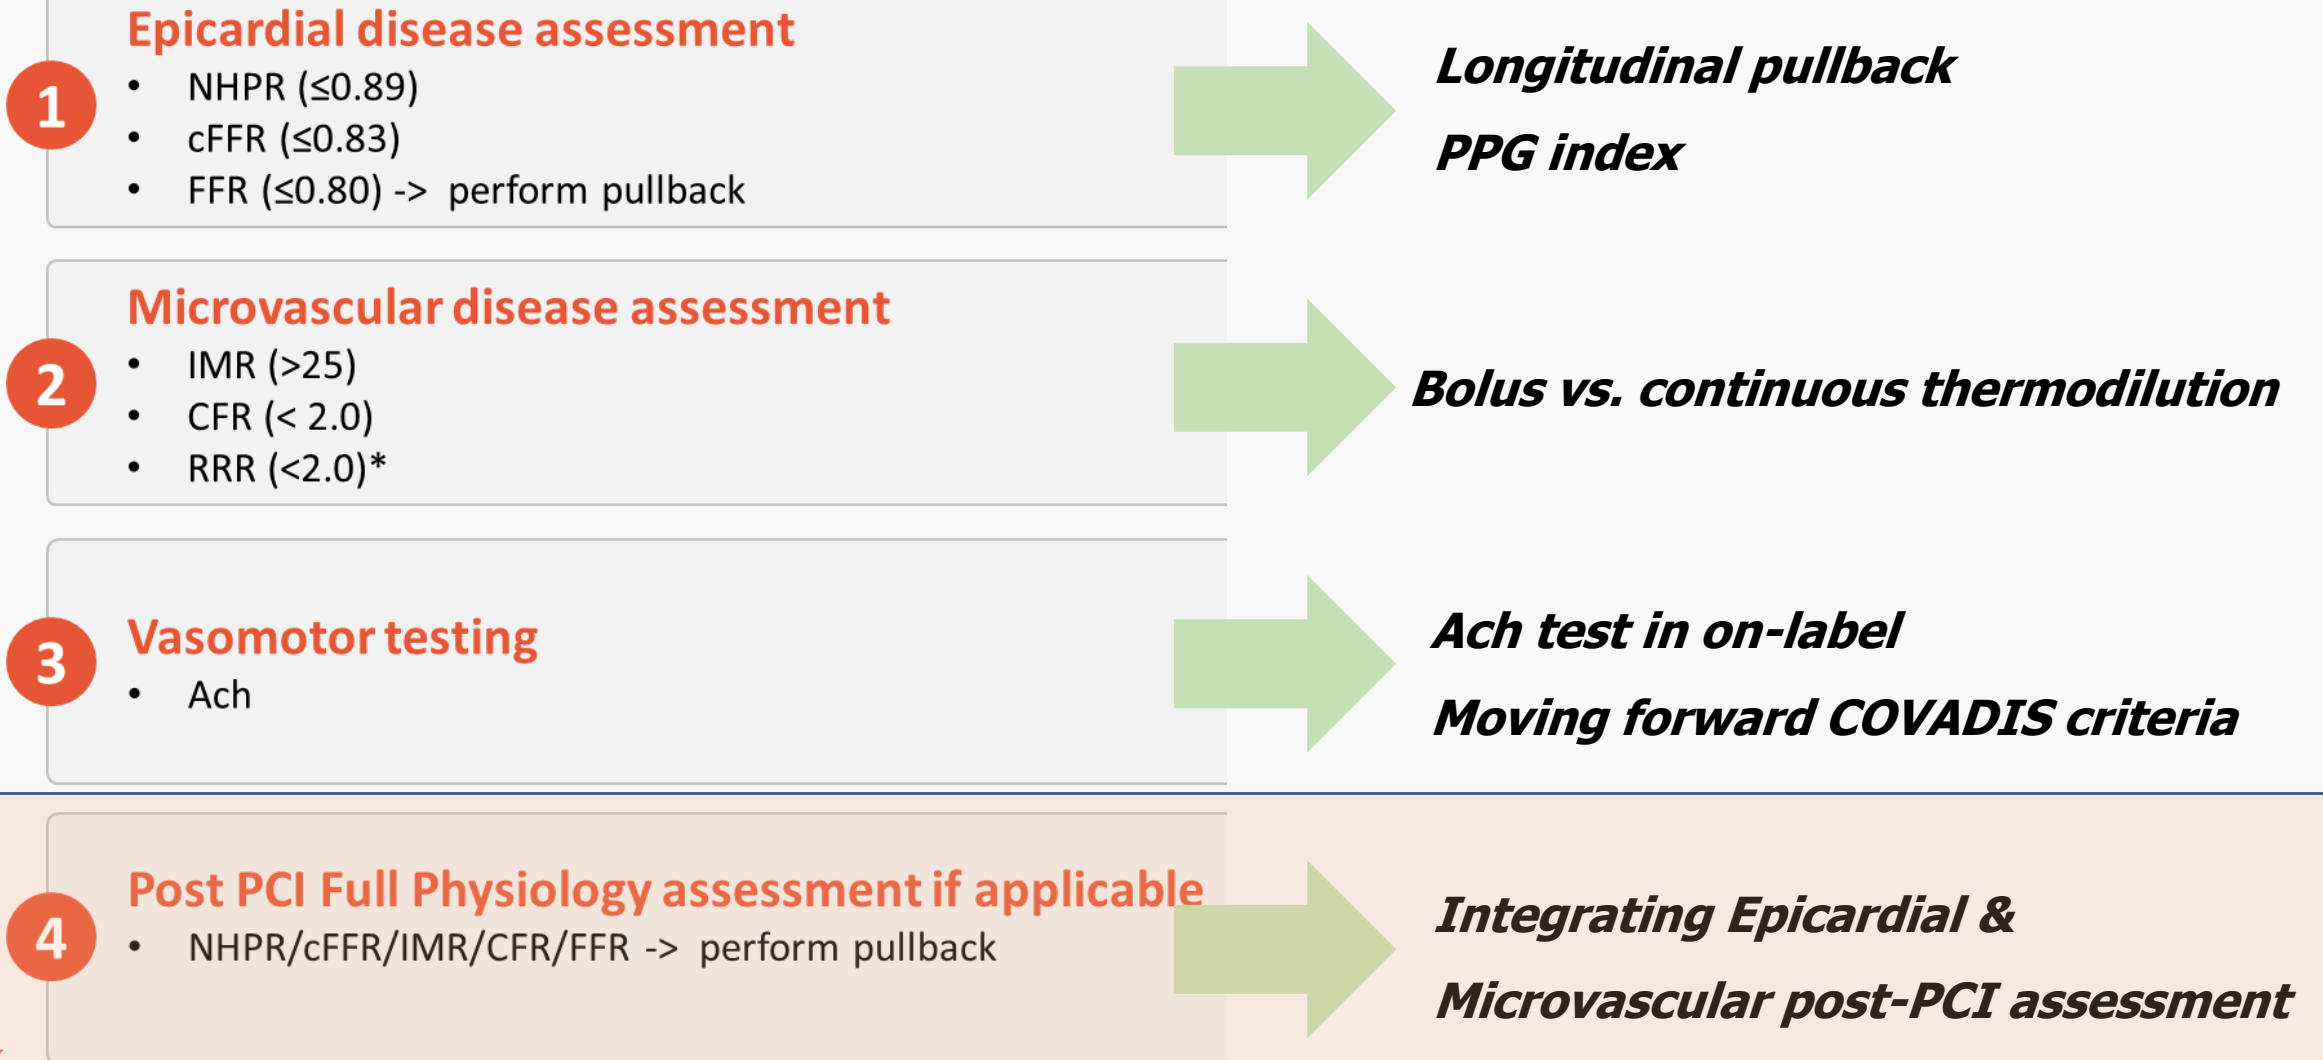 Epicardial disease assessment
1
• NHPR (≤0.89)
• cFFR (≤0.83)
• FFR (≤0.80) -> perform pullback
Longitudinal pullback
PPG index
Microvascular disease assessment
2
• IMR (>25)
• CFR (< 2.0)
• RRR (<2.0)*
Bolus vs. continuous thermodilution
3
Vasomotor testing
• Ach
Ach test in on-label
Moving forward COVADIS criteria
4
Post PCI Full Physiology assessment if applicable
• NHPR/cFFR/IMR/CFR/FFR -> perform pullback
Integrating Epicardial &
Microvascular post-PCI assessment